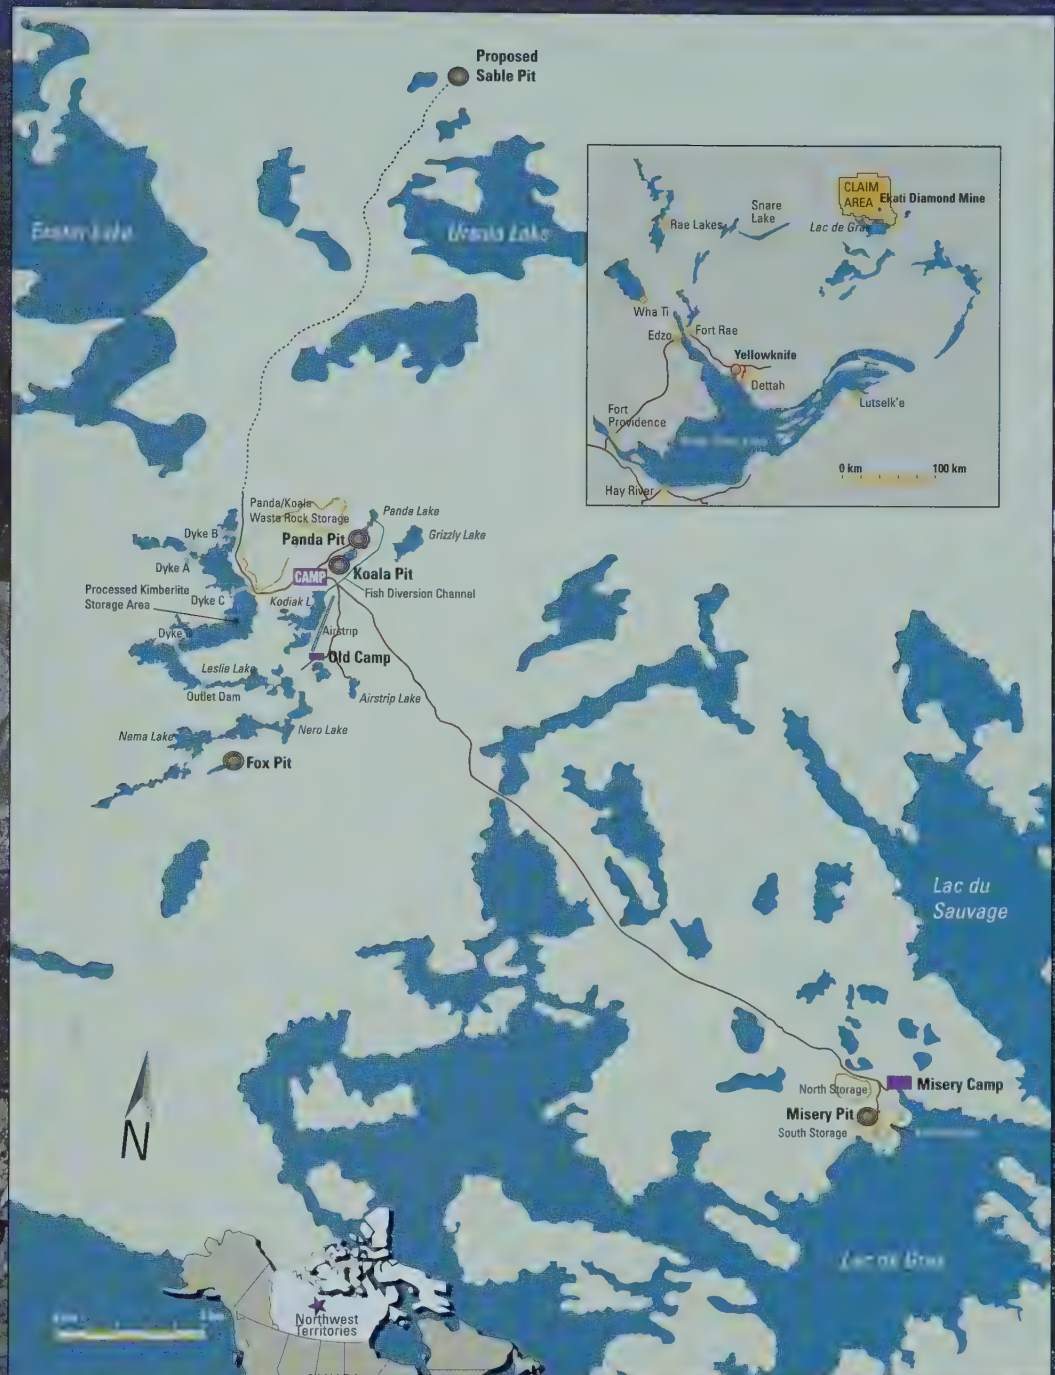 Proposed
Sable Pit
Exeter Lake
Ursula Lake
CLAIM
AREA
Ekati Diamond Mine
Snare
Lake
Rae Lakes
Lac de Gras
Wha Ti
Edzo
Fort Rae
Yellowknife
Dettah
Lutselk'e
Fort
Providence
Hay River
0 km
100 km
Panda/Koala
Waste Rock Storage
Panda Lake
Grizzly Lake
Dyke B
Panda Pit
Dyke A
CAMP
Koala Pit
Processed Kimberlite
Storage Area
Dyke C
Kodiak L
Fish Diversion Channel
Dyke
Airstrip
Old Camp
Leslie Lake
Outlet Dam
Airstrip Lake
Nema Lake
Nero Lake
Fox Pit
Lac du
Sauvage
N
North Storage
Misery Camp
Misery Pit
South Storage
Lac de Gras
Northwest
Territories